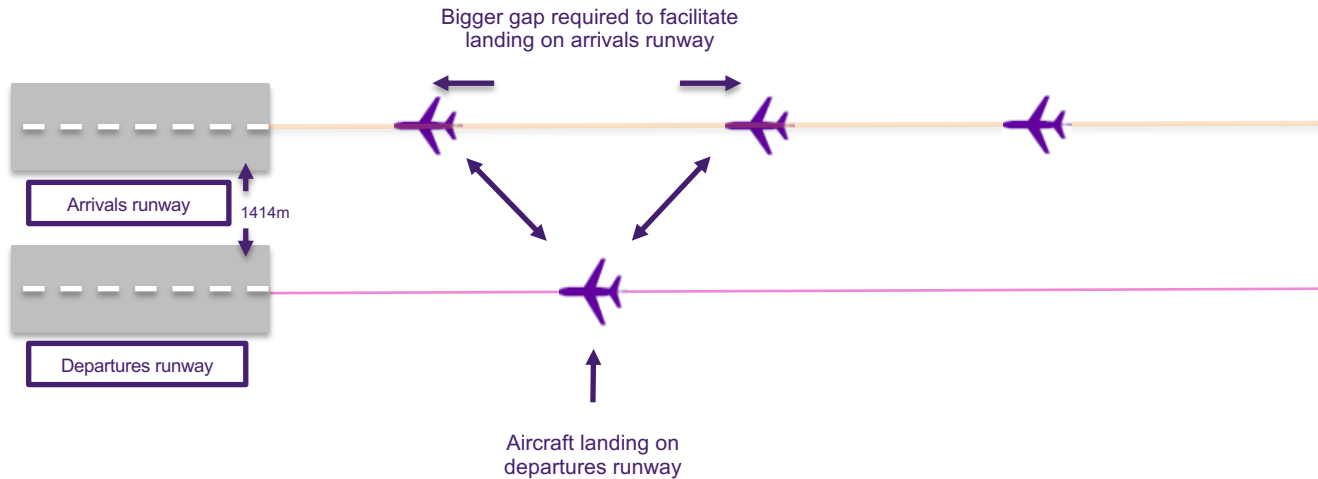 Bigger gap required to facilitate
landing on arrivals runway
Arrivals runway
1414m
Departures runway
Aircraft landing on
departures runway